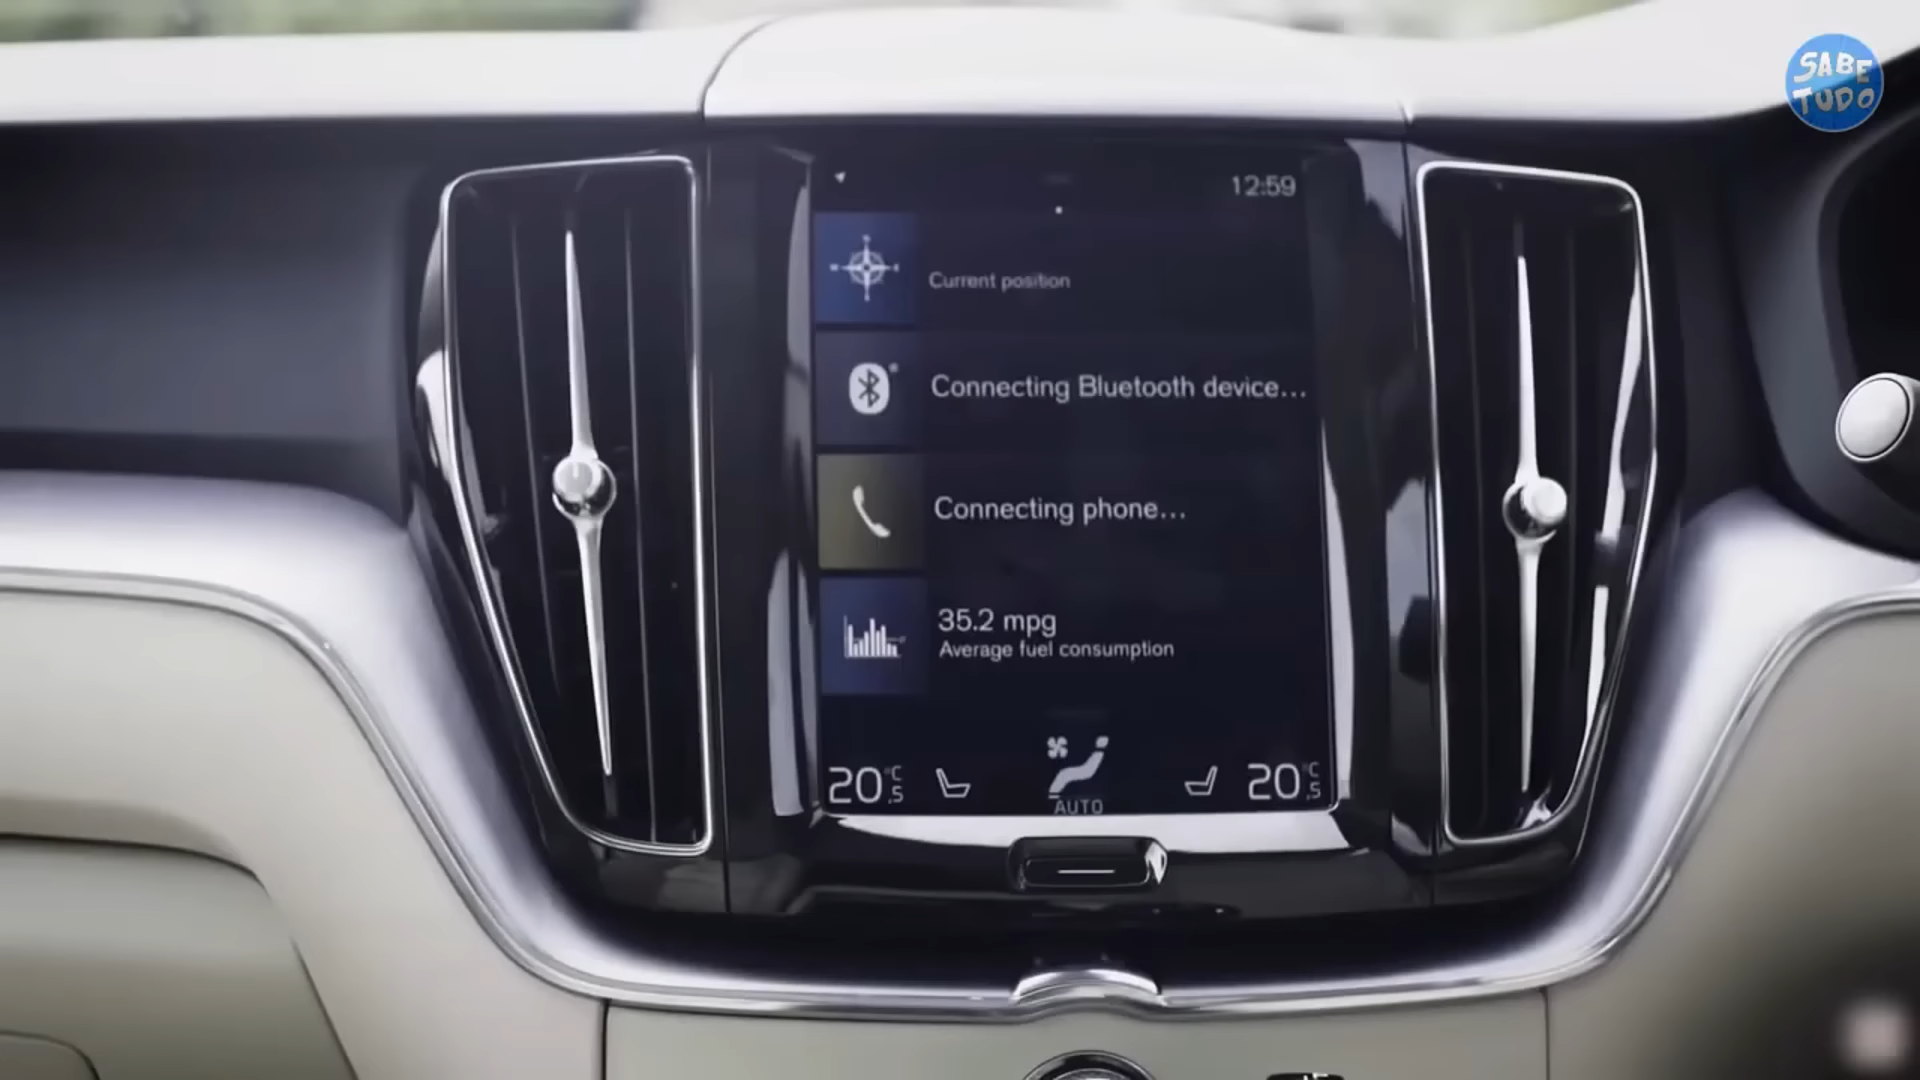 SABE
TUDO
12:59
Current position
Connecting Bluetooth device...
Connecting phone...
35.2 mpg
Average fuel consumption
20°C ,5
20°C ,5
AUTO